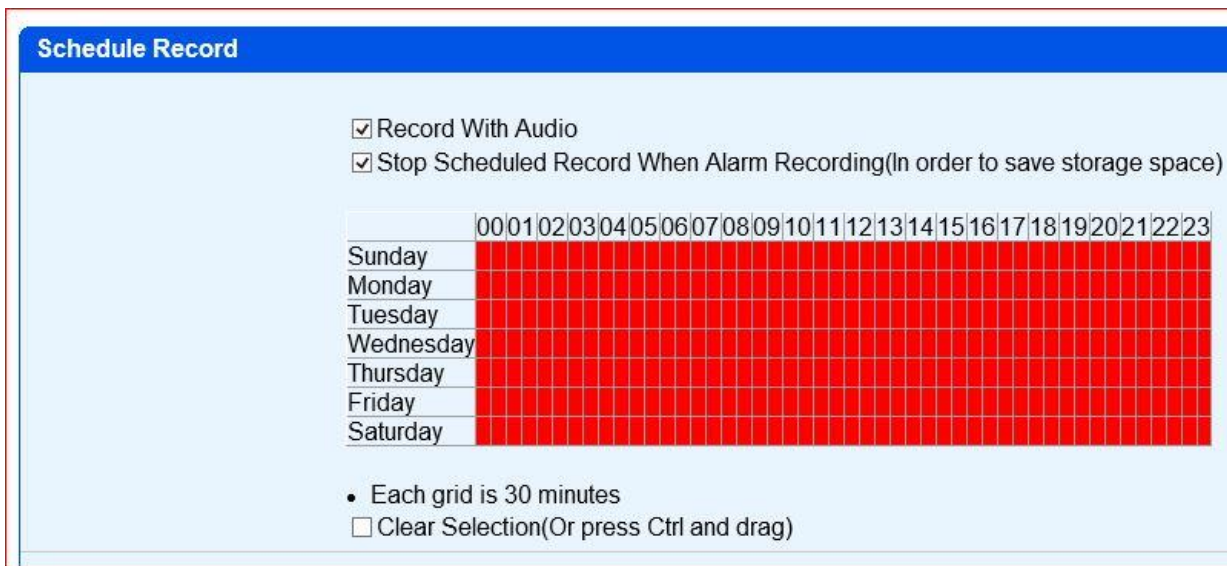 Schedule Record
Record With Audio
Stop Scheduled Record When Alarm Recording(In order to save storage space)
00 01 02 03 04 05 06 07 08 09 10 11 12 13 14 15 16 17 18 19 20 21 22 23
Sunday
Monday
Tuesday
Wednesday
Thursday
Friday
Saturday
• Each grid is 30 minutes
Clear Selection(Or press Ctrl and drag)